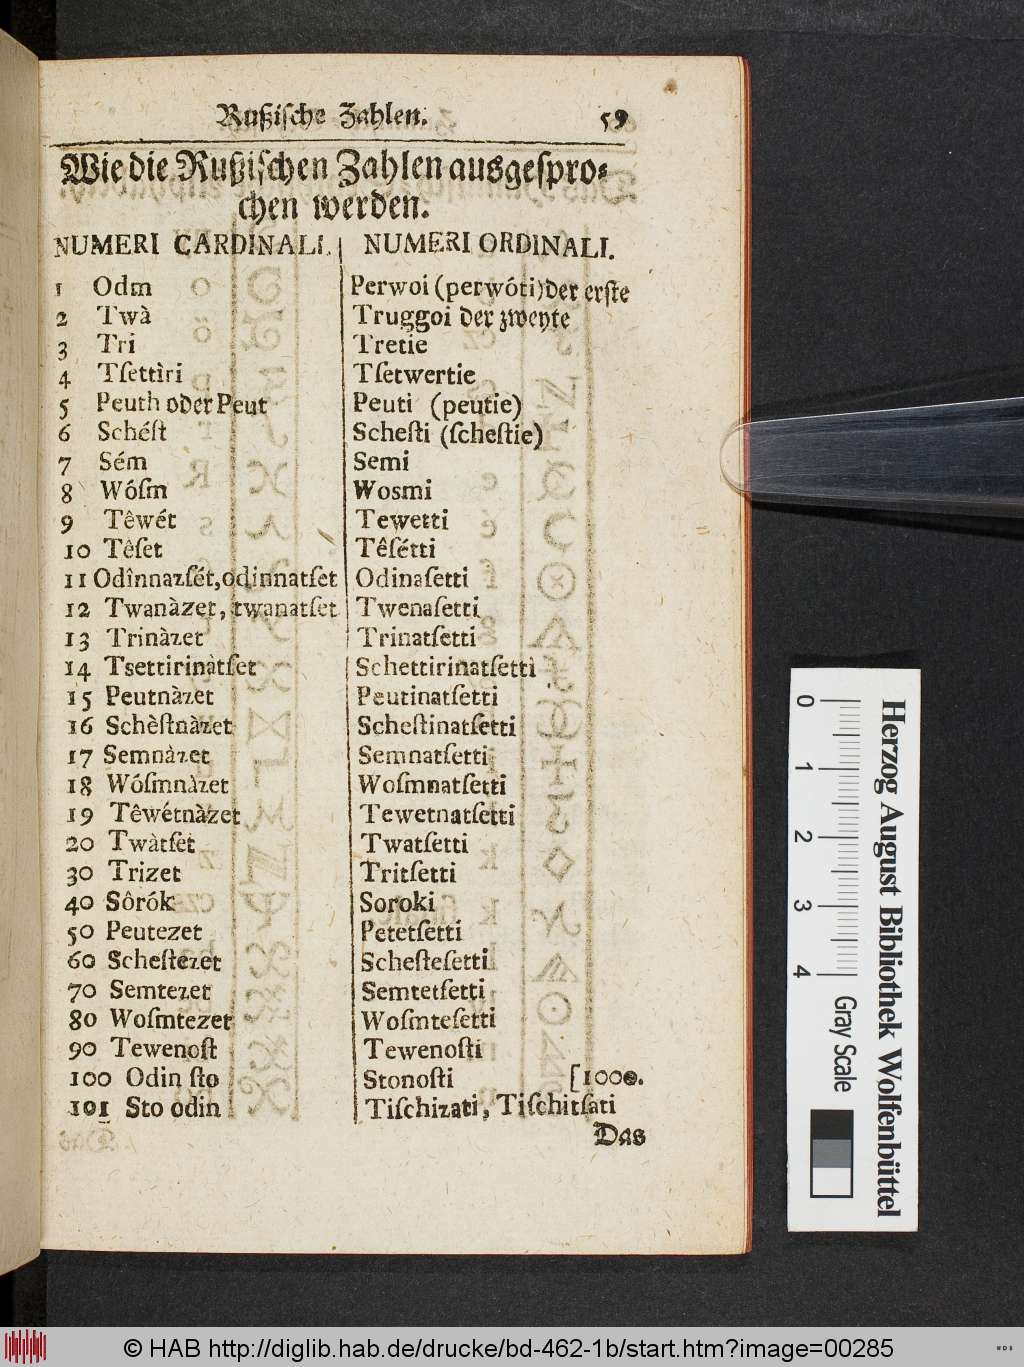 Rußiſche Zahlen. 59
Wie die Rußiſchen Zahlen ausgeſpro⸗
chen werden.
NUMERI CARDINALI. | NUMERI ORDINALI.
1 Odm | Perwoi (perwóti) der erſte
2 Twà | Truggoi der zweyte
3 Tri | Tretie
4 Tſettìri | Tſetwertie
5 Peuth oder Peut | Peuti (peutie)
6 Schéſt | Scheſti (ſcheſtie)
7 Sém | Semi
8 Wóſm | Wosmi
9 Têwét | Tewetti
10 Têſet | Têſétti
11 Odînnazſét, odinnatſet | Odinaſetti
12 Twanàzet, twanatſet | Twenaſetti
13 Trinàzet | Trinatſetti
14 Tsettirinàtſet | Schettirinatſetti
15 Peutnàzet | Peutinatſetti
16 Schèſtnàzet | Scheſtinatſetti
17 Semnàzet | Semnatſetti
18 Wóſmnàzet | Woſmnatſetti
19 Têwétnàzet | Tewetnatſetti
20 Twàtſet | Twatſetti
30 Trizet | Tritſetti
40 Sôrók | Soroki
50 Peutezet | Petetſetti
60 Scheſtezet | Scheſteſetti
70 Semtezet | Semtetſetti
80 Woſmtezet | Woſmteſetti
90 Tewenoſt | Tewenoſti
100 Odin ſto | Stonoſti [1000.
101 Sto odin | Tiſchizati, Tiſchitſati
Das
0 1 2 3 4
Gray Scale
Herzog August Bibliothek Wolfenbüttel
© HAB http://diglib.hab.de/drucke/bd-462-1b/start.htm?image=00285